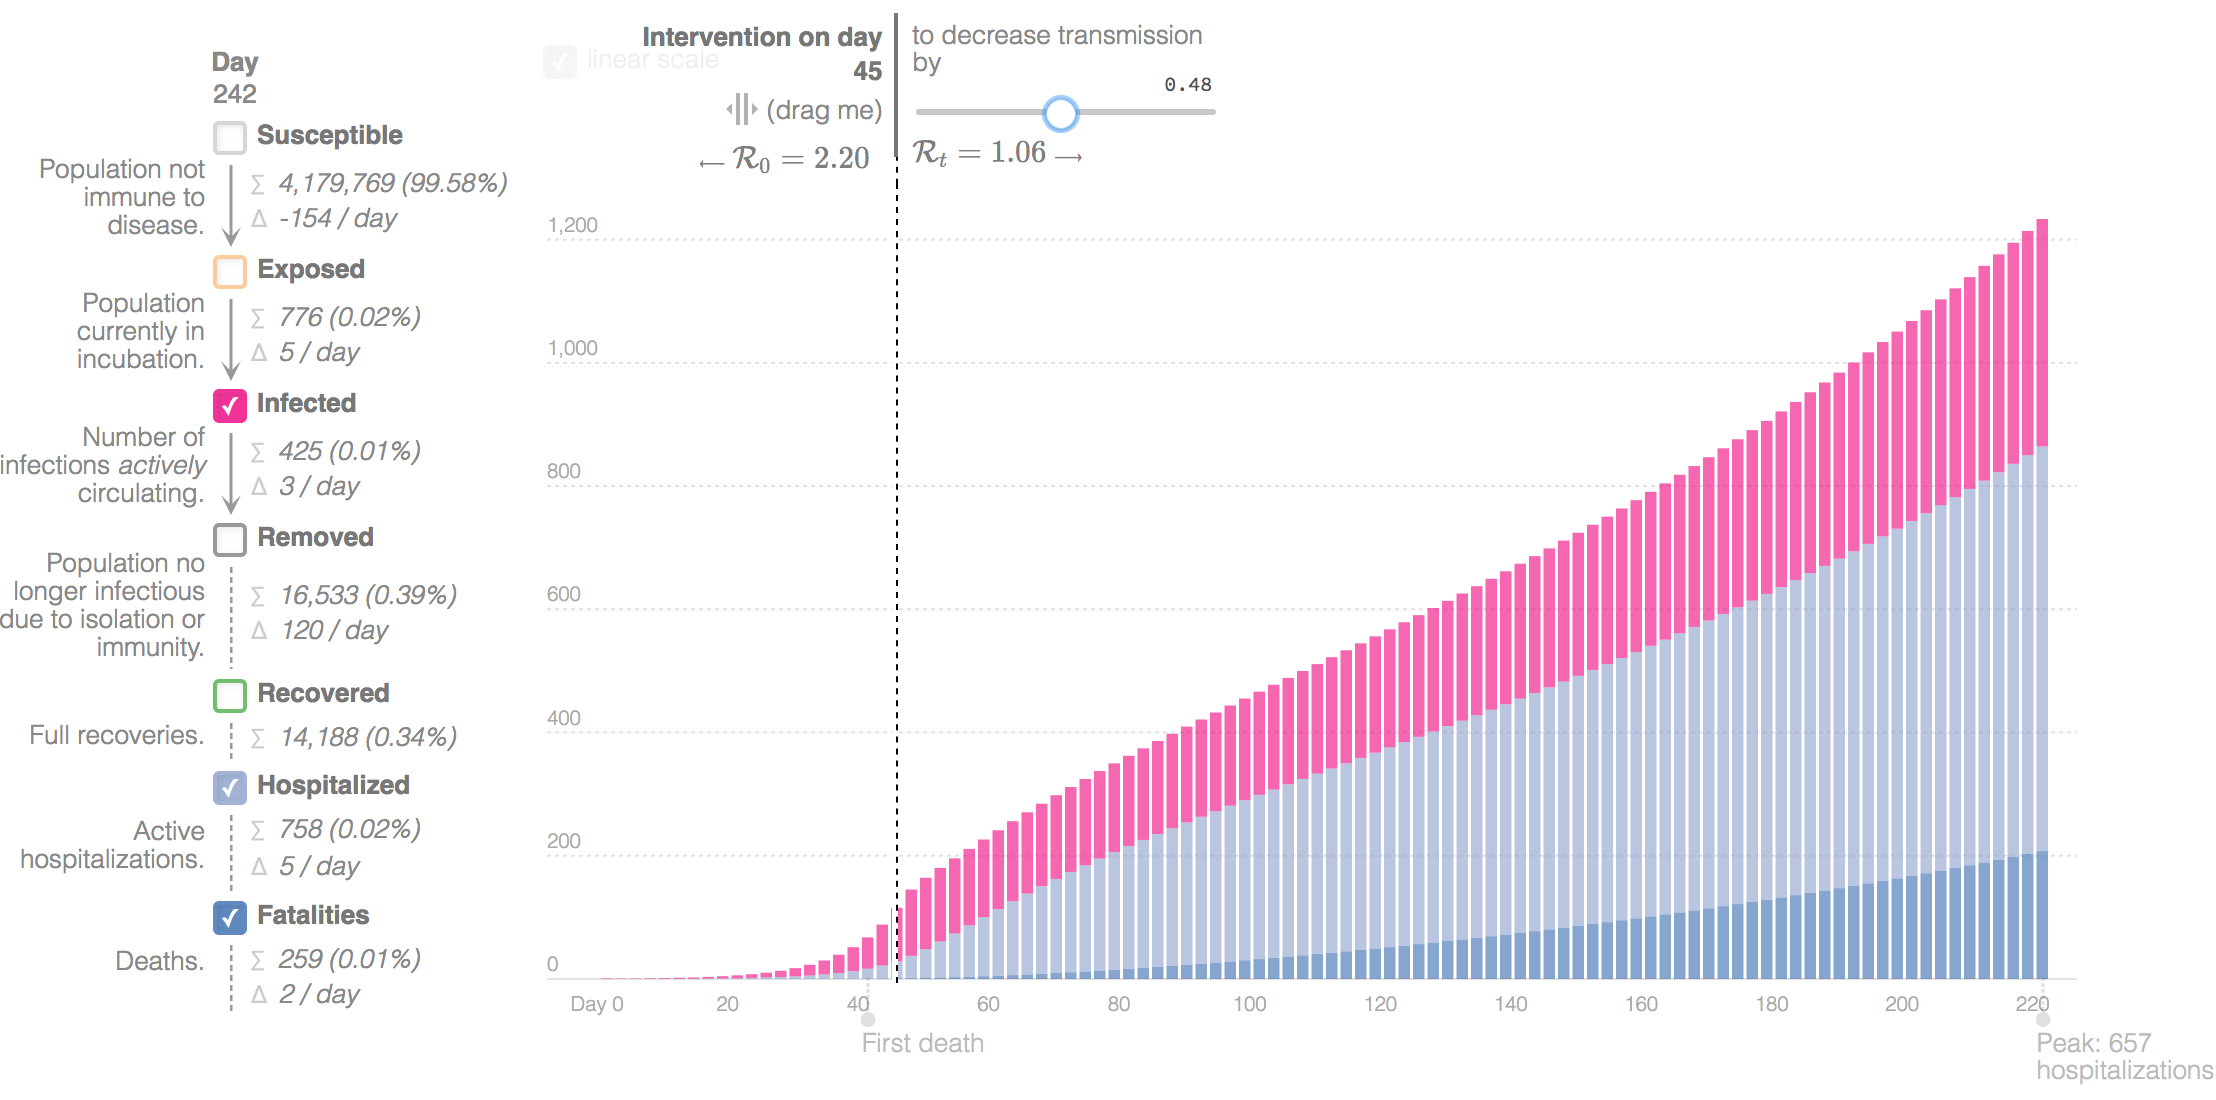 Day
242
Susceptible
Population not
immune to
disease.
∑ 4,179,769 (99.58%)
Δ -154 / day
Exposed
Population
currently in
incubation.
∑ 776 (0.02%)
Δ 5 / day
Infected
Number of
infections actively
circulating.
∑ 425 (0.01%)
Δ 3 / day
Removed
Population no
longer infectious
due to isolation or
immunity.
∑ 16,533 (0.39%)
Δ 120 / day
Recovered
Full recoveries.
∑ 14,188 (0.34%)
Hospitalized
Active
hospitalizations.
∑ 758 (0.02%)
Δ 5 / day
Fatalities
Deaths.
∑ 259 (0.01%)
Δ 2 / day
linear scale
Intervention on day
45
(drag me)
← R0 = 2.20
to decrease transmission
by
0.48
Rt = 1.06 →
1,200
1,000
800
600
400
200
0
Day 0 20 40 60 80 100 120 140 160 180 200 220
First death
Peak: 657
hospitalizations